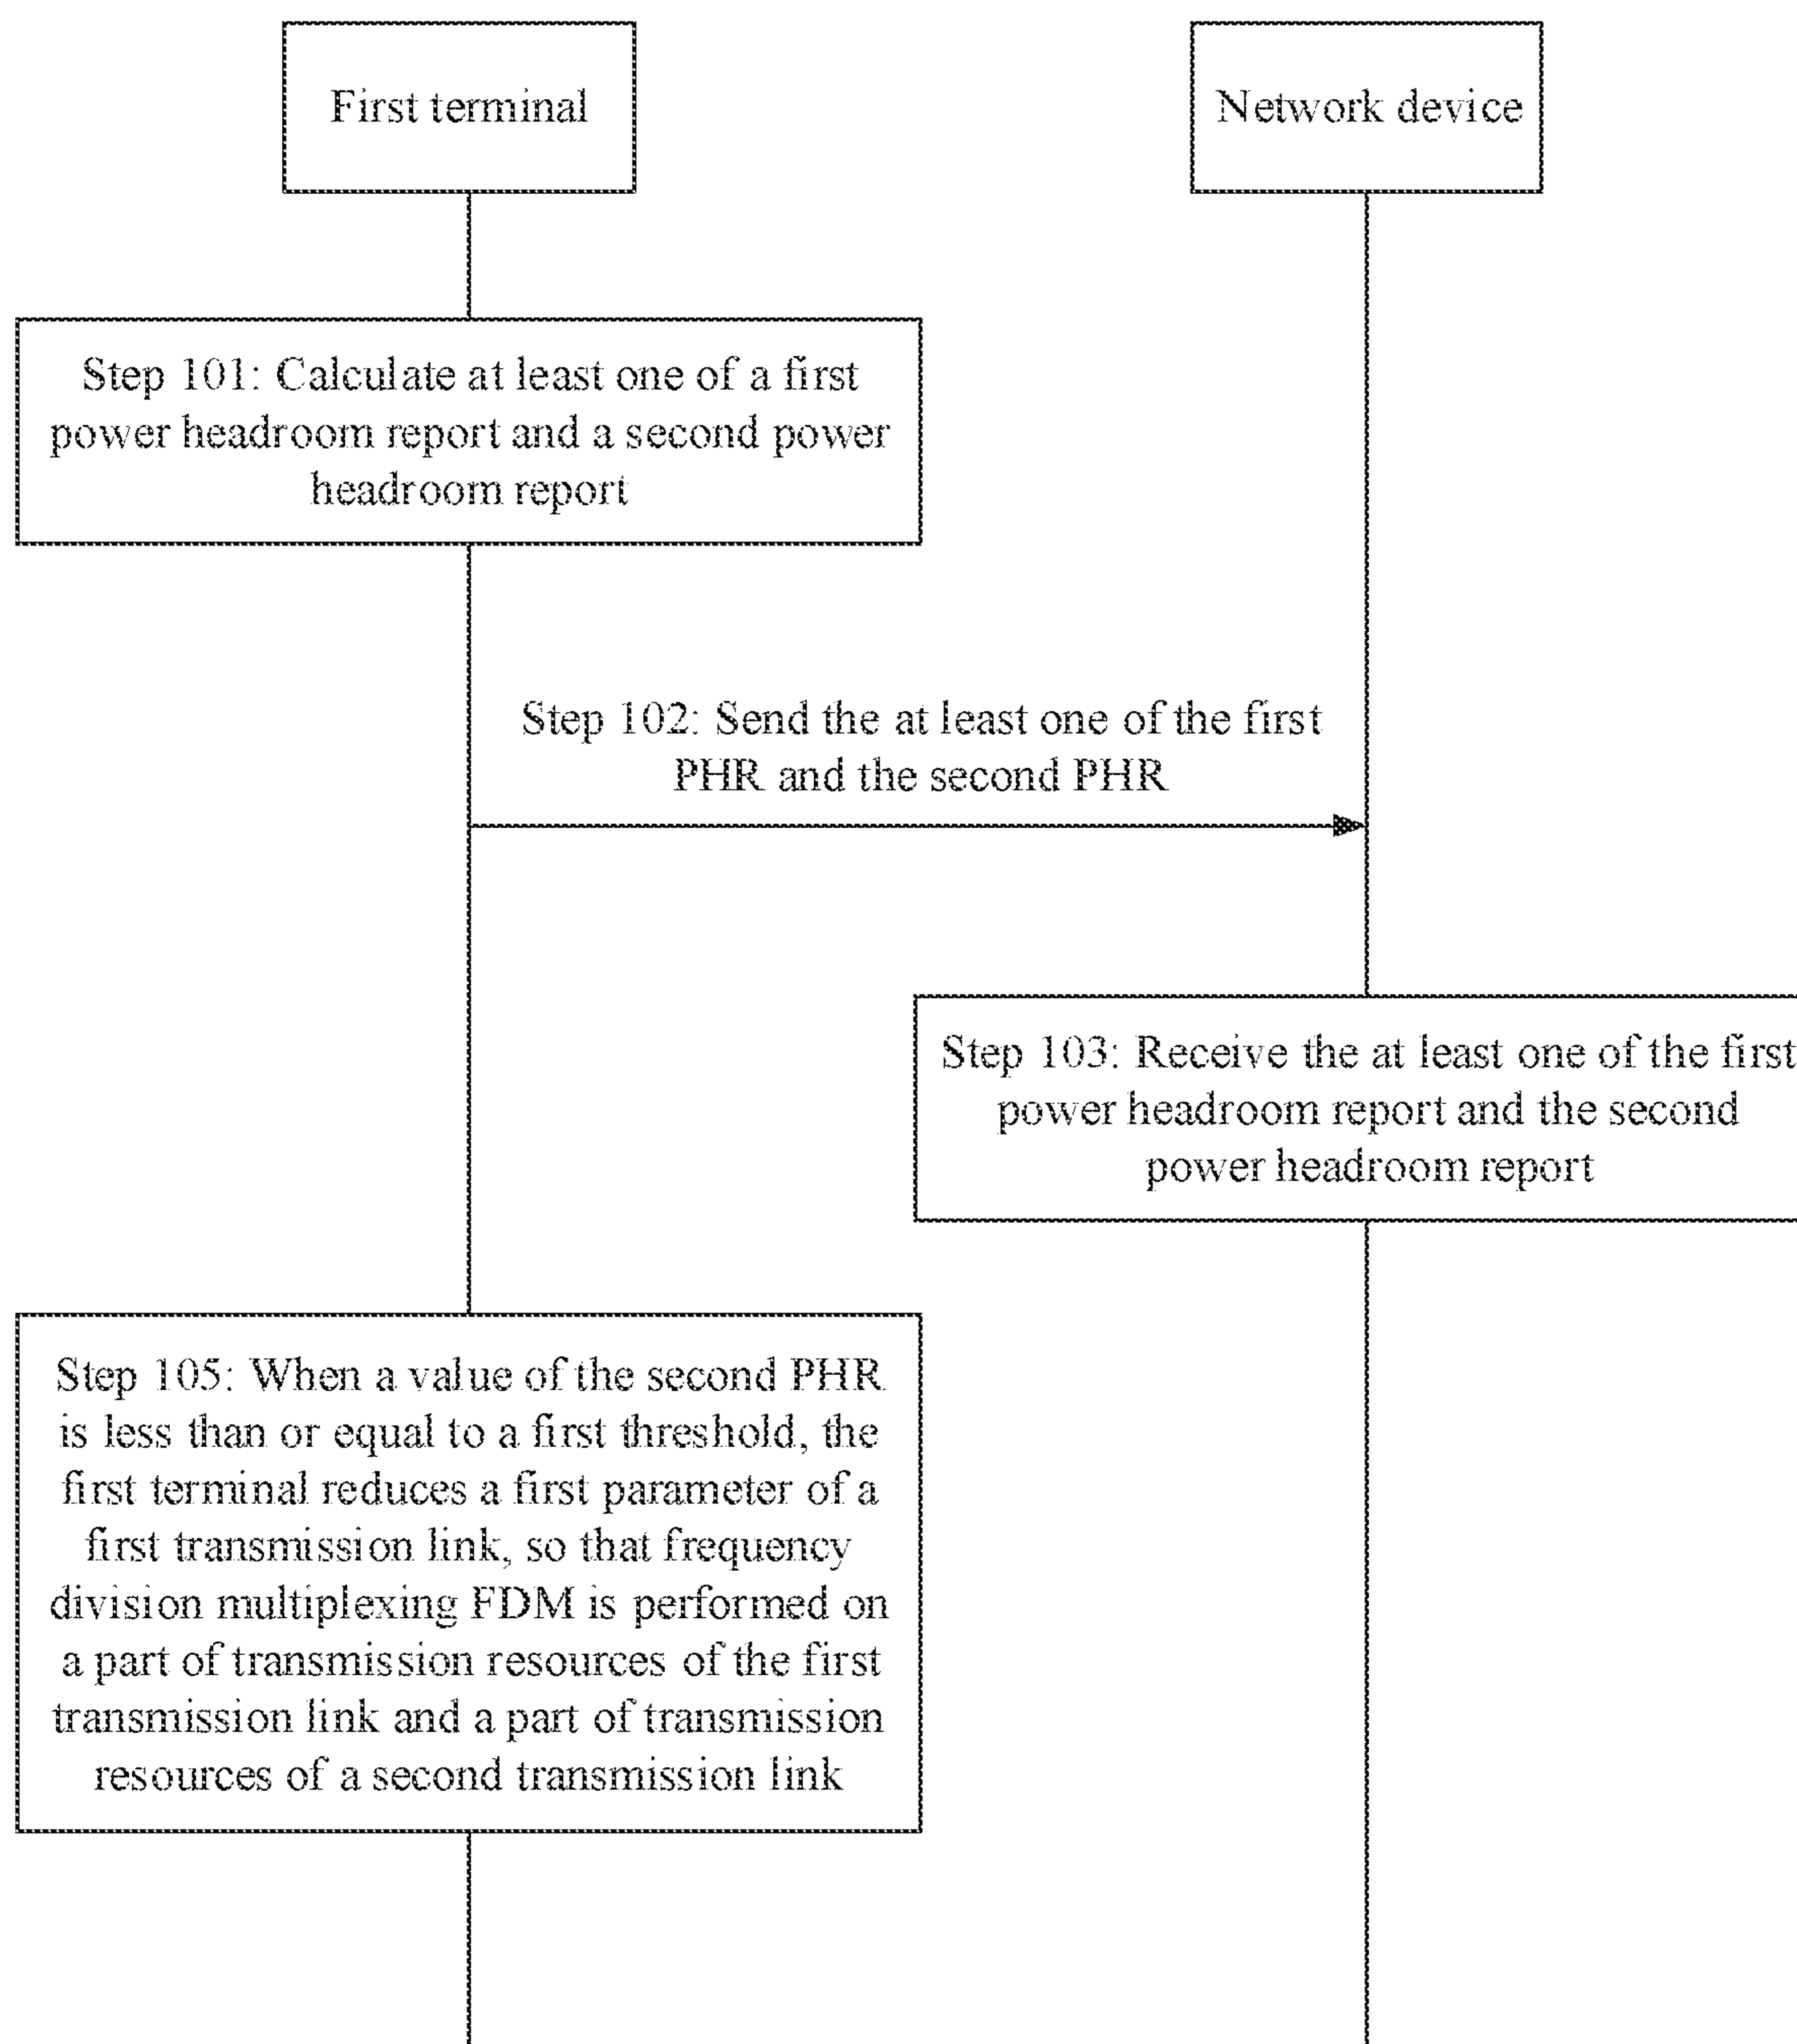 First terminal
Network device
Step 101: Calculate at least one of a first
power headroom report and a second power
headroom report
Step 102: Send the at least one of the first
PHR and the second PHR
Step 103: Receive the at least one of the first
power headroom report and the second
power headroom report
Step 105: When a value of the second PHR
is less than or equal to a first threshold, the
first terminal reduces a first parameter of a
first transmission link, so that frequency
division multiplexing FDM is performed on
a part of transmission resources of the first
transmission link and a part of transmission
resources of a second transmission link